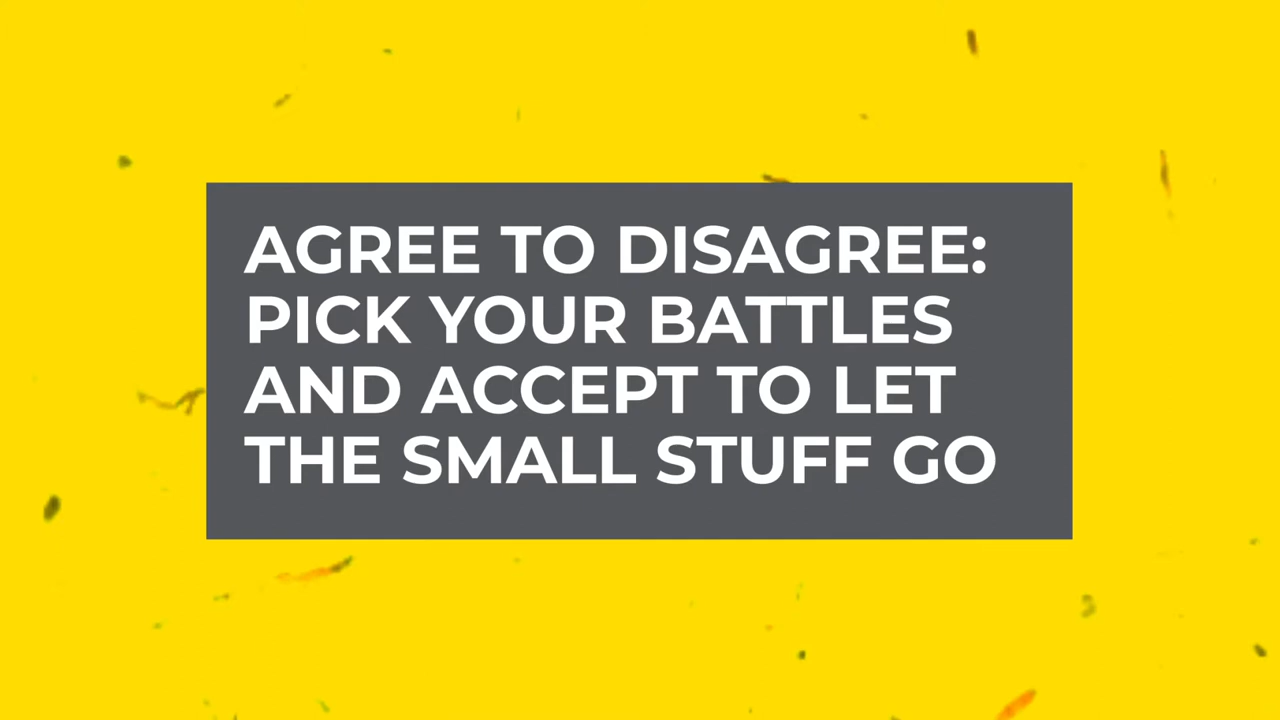 AGREE TO DISAGREE:
PICK YOUR BATTLES
AND ACCEPT TO LET
THE SMALL STUFF GO